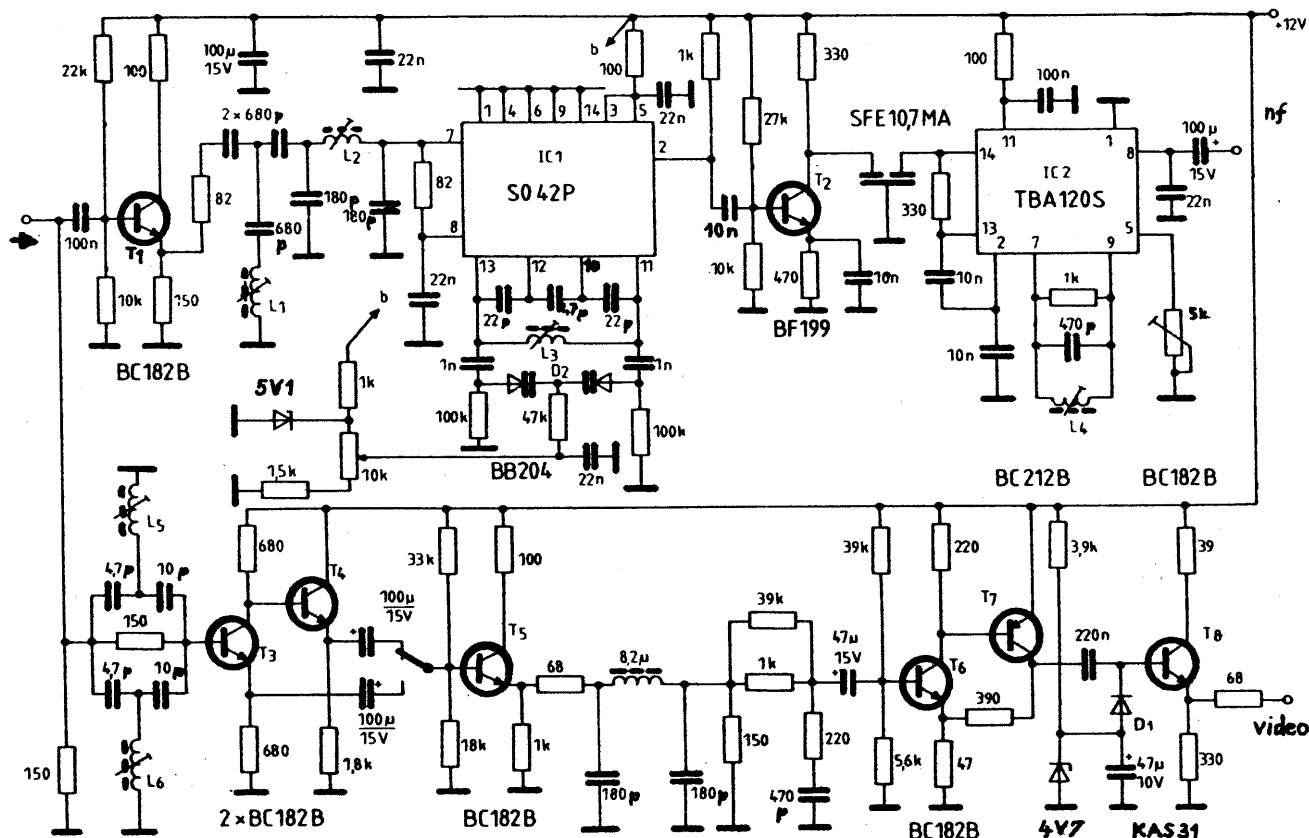 +12V
22k
100
100µ
15V
22n
b
100
22n
1k
330
100
100n
nf
2×680p
L2
82
680
p
180p
180p
82
L1
7
8
1
4
6
9
14
3
5
2
13
12
10
11
IC1
SO42P
27k
10n
T2
SFE10,7MA
14
13
2
7
9
11
1
8
5
IC2
TBA120S
100µ
+
15V
22n
100n
T1
10k
150
BC182B
22n
22p
47p
22p
L3
1n
D2
1n
100k
47k
100k
BB204
22n
b
1k
5V1
10k
1,5k
10k
470
10n
BF199
330
10n
10n
1k
470p
L4
5k
BC212B
BC182B
L5
4,7p
10p
150
4,7p
10p
L6
150
680
T3
T4
680
1,8k
2×BC182B
100µ
15V
+
+
100µ
15V
33k
100
T5
18k
1k
BC182B
68
8,2µ
180p
180p
39k
1k
150
220
470
p
47µ
15V
+
39k
220
T6
5,6k
47
390
BC182B
T7
3,9k
220n
39
T8
D1
+
47µ
10V
4V7
KAS31
330
68
video